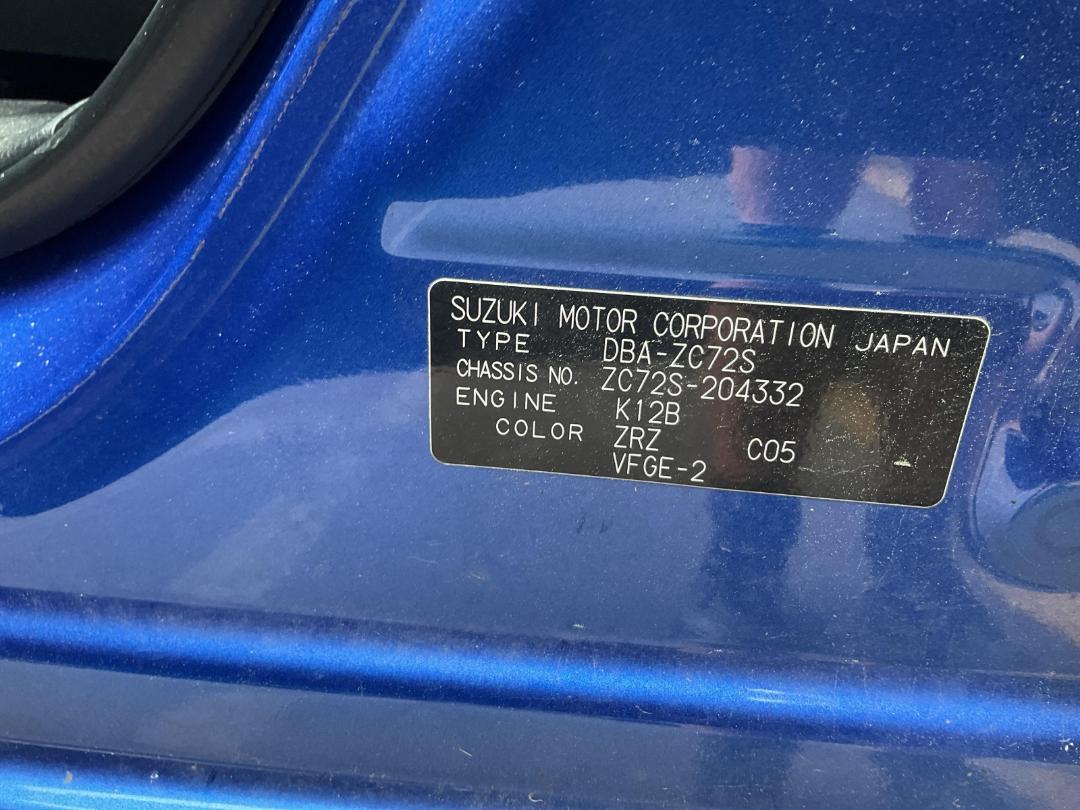 SUZUKI MOTOR CORPORATION JAPAN
TYPE DBA-ZC72S
CHASSIS NO. ZC72S-204332
ENGINE K12B
COLOR ZRZ C05
VFGE-2